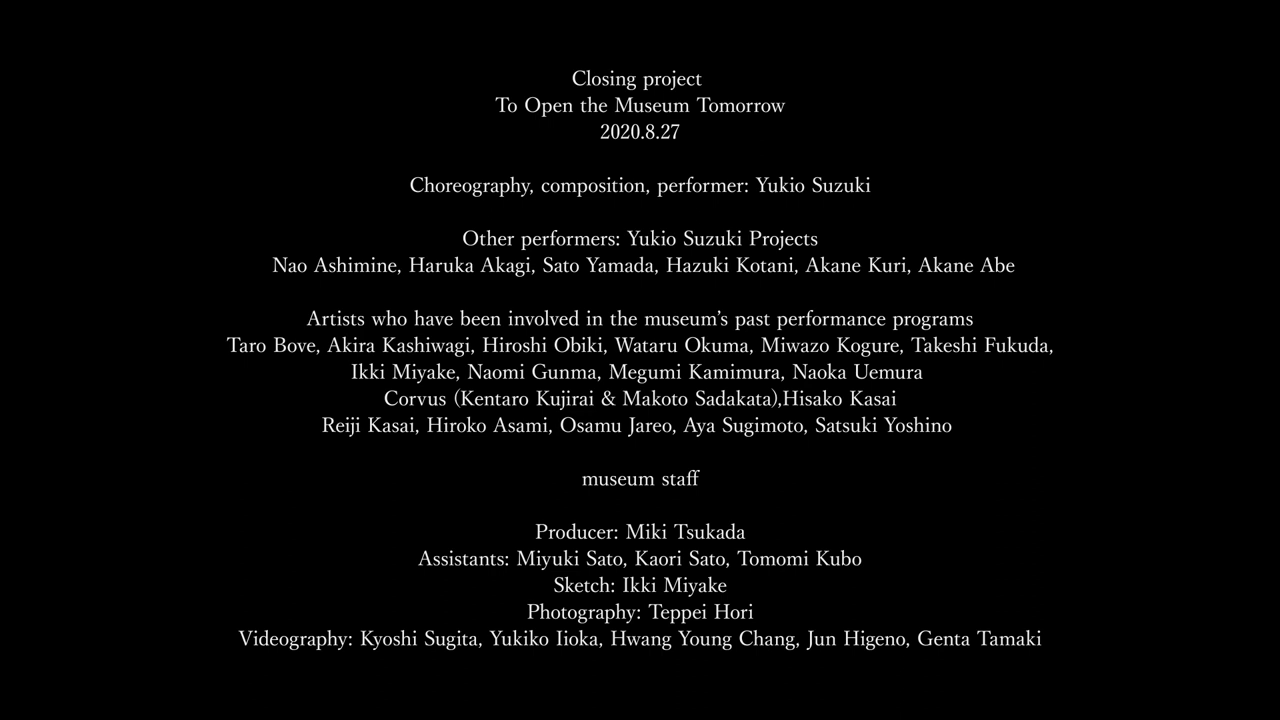 Closing project
To Open the Museum Tomorrow
2020.8.27
Choreography, composition, performer: Yukio Suzuki
Other performers: Yukio Suzuki Projects
Nao Ashimine, Haruka Akagi, Sato Yamada, Hazuki Kotani, Akane Kuri, Akane Abe
Artists who have been involved in the museum’s past performance programs
Taro Bove, Akira Kashiwagi, Hiroshi Obiki, Wataru Okuma, Miwazo Kogure, Takeshi Fukuda,
Ikki Miyake, Naomi Gunma, Megumi Kamimura, Naoka Uemura
Corvus (Kentaro Kujirai & Makoto Sadakata),Hisako Kasai
Reiji Kasai, Hiroko Asami, Osamu Jareo, Aya Sugimoto, Satsuki Yoshino
museum staff
Producer: Miki Tsukada
Assistants: Miyuki Sato, Kaori Sato, Tomomi Kubo
Sketch: Ikki Miyake
Photography: Teppei Hori
Videography: Kyoshi Sugita, Yukiko Iioka, Hwang Young Chang, Jun Higeno, Genta Tamaki